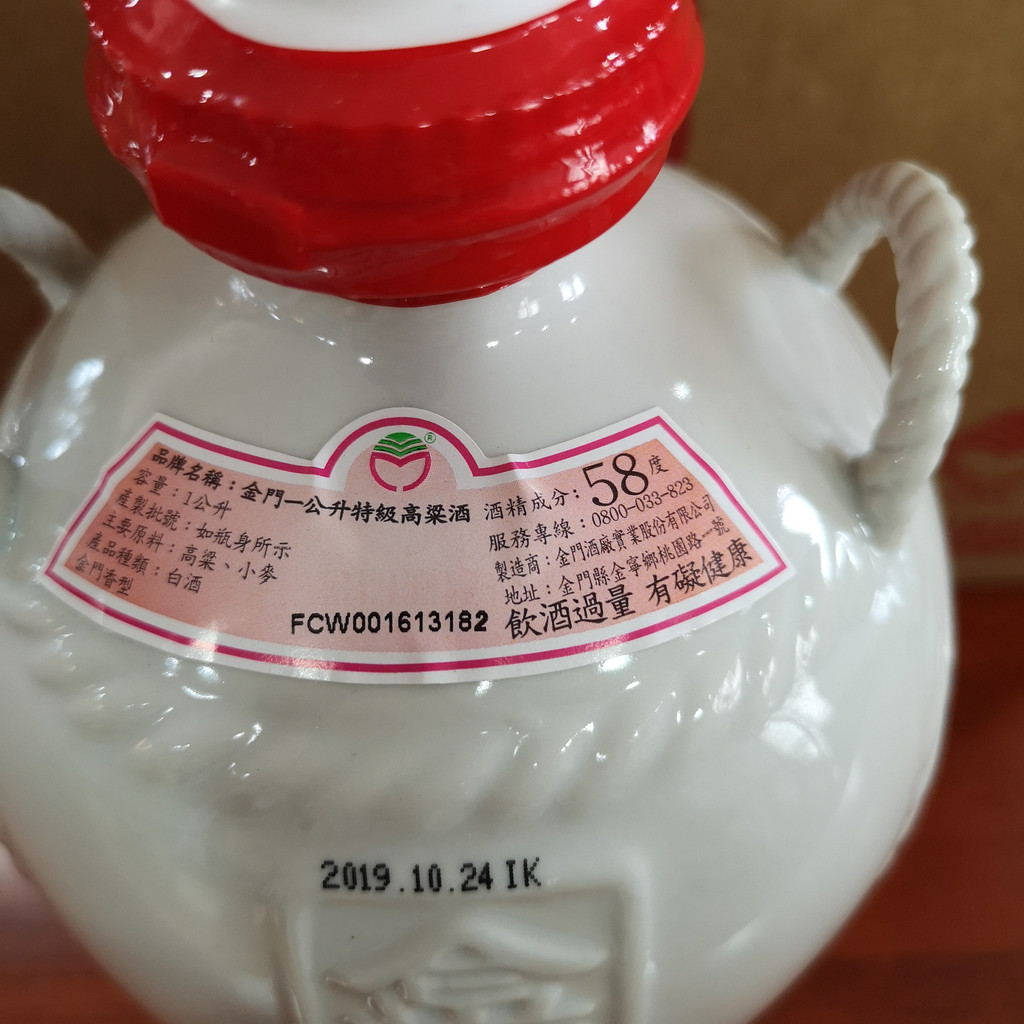 ®
品牌名稱：金門一公升特級高粱酒
容量：1公升
產製批號：如瓶身所示
主要原料：高粱、小麥
產品種類：白酒
金門香型
FCW001613182
酒精成分：58度
服務專線：0800-033-823
製造商：金門酒廠實業股份有限公司
地址：金門縣金寧鄉桃園路一號
飲酒過量 有礙健康
2019.10.24 IK